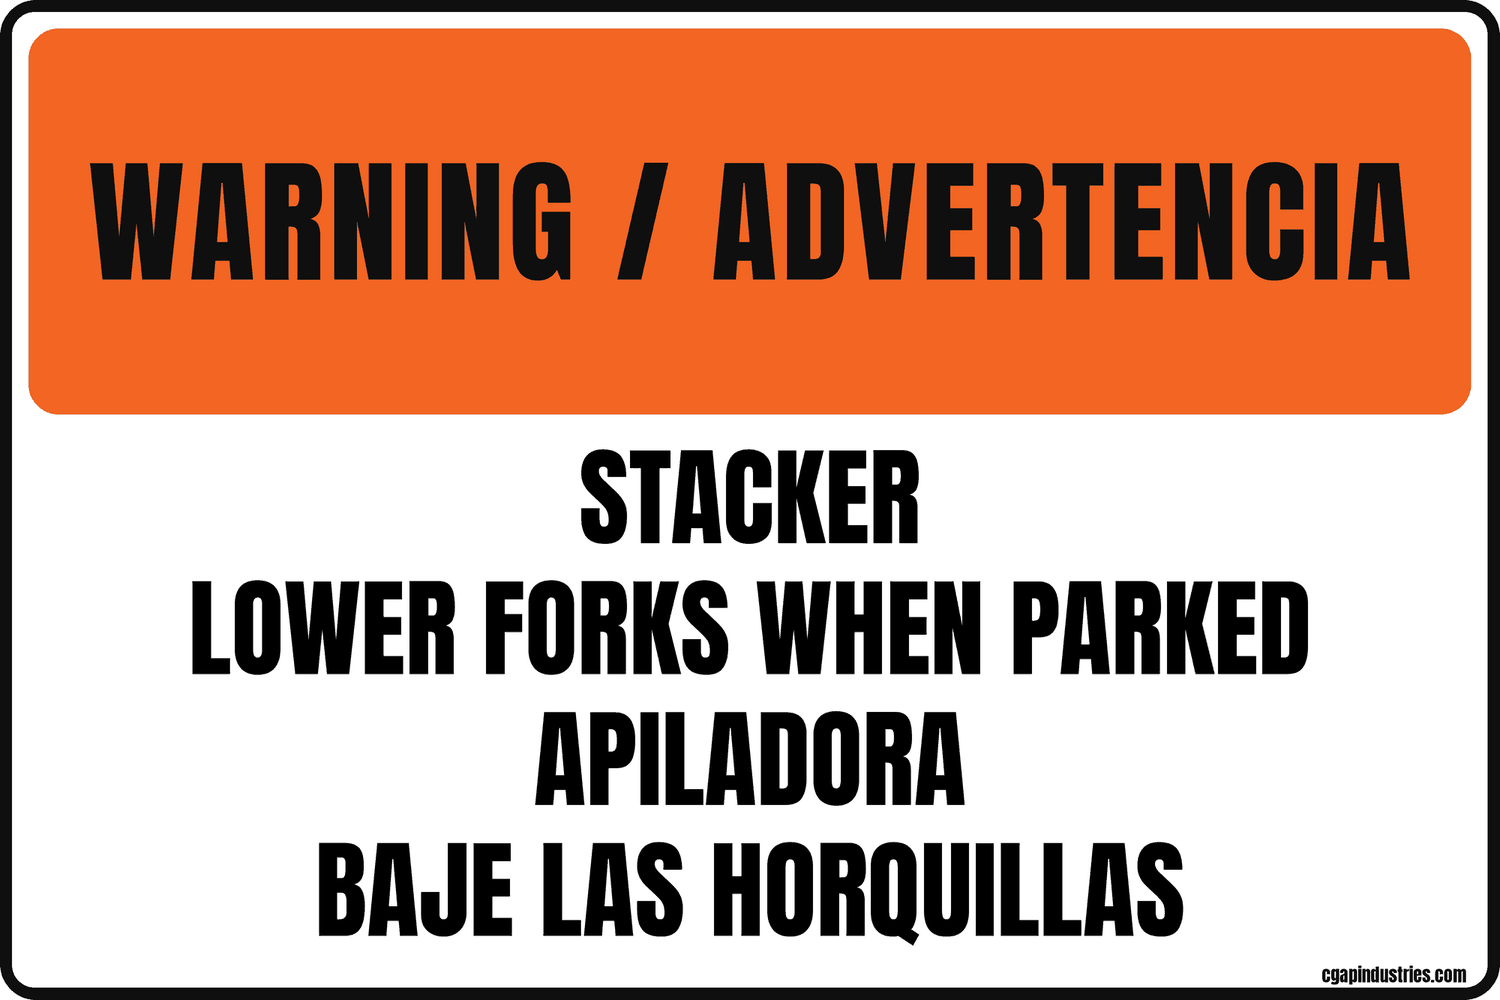 WARNING / ADVERTENCIA
STACKER
LOWER FORKS WHEN PARKED
APILADORA
BAJE LAS HORQUILLAS
cgapindustries.com